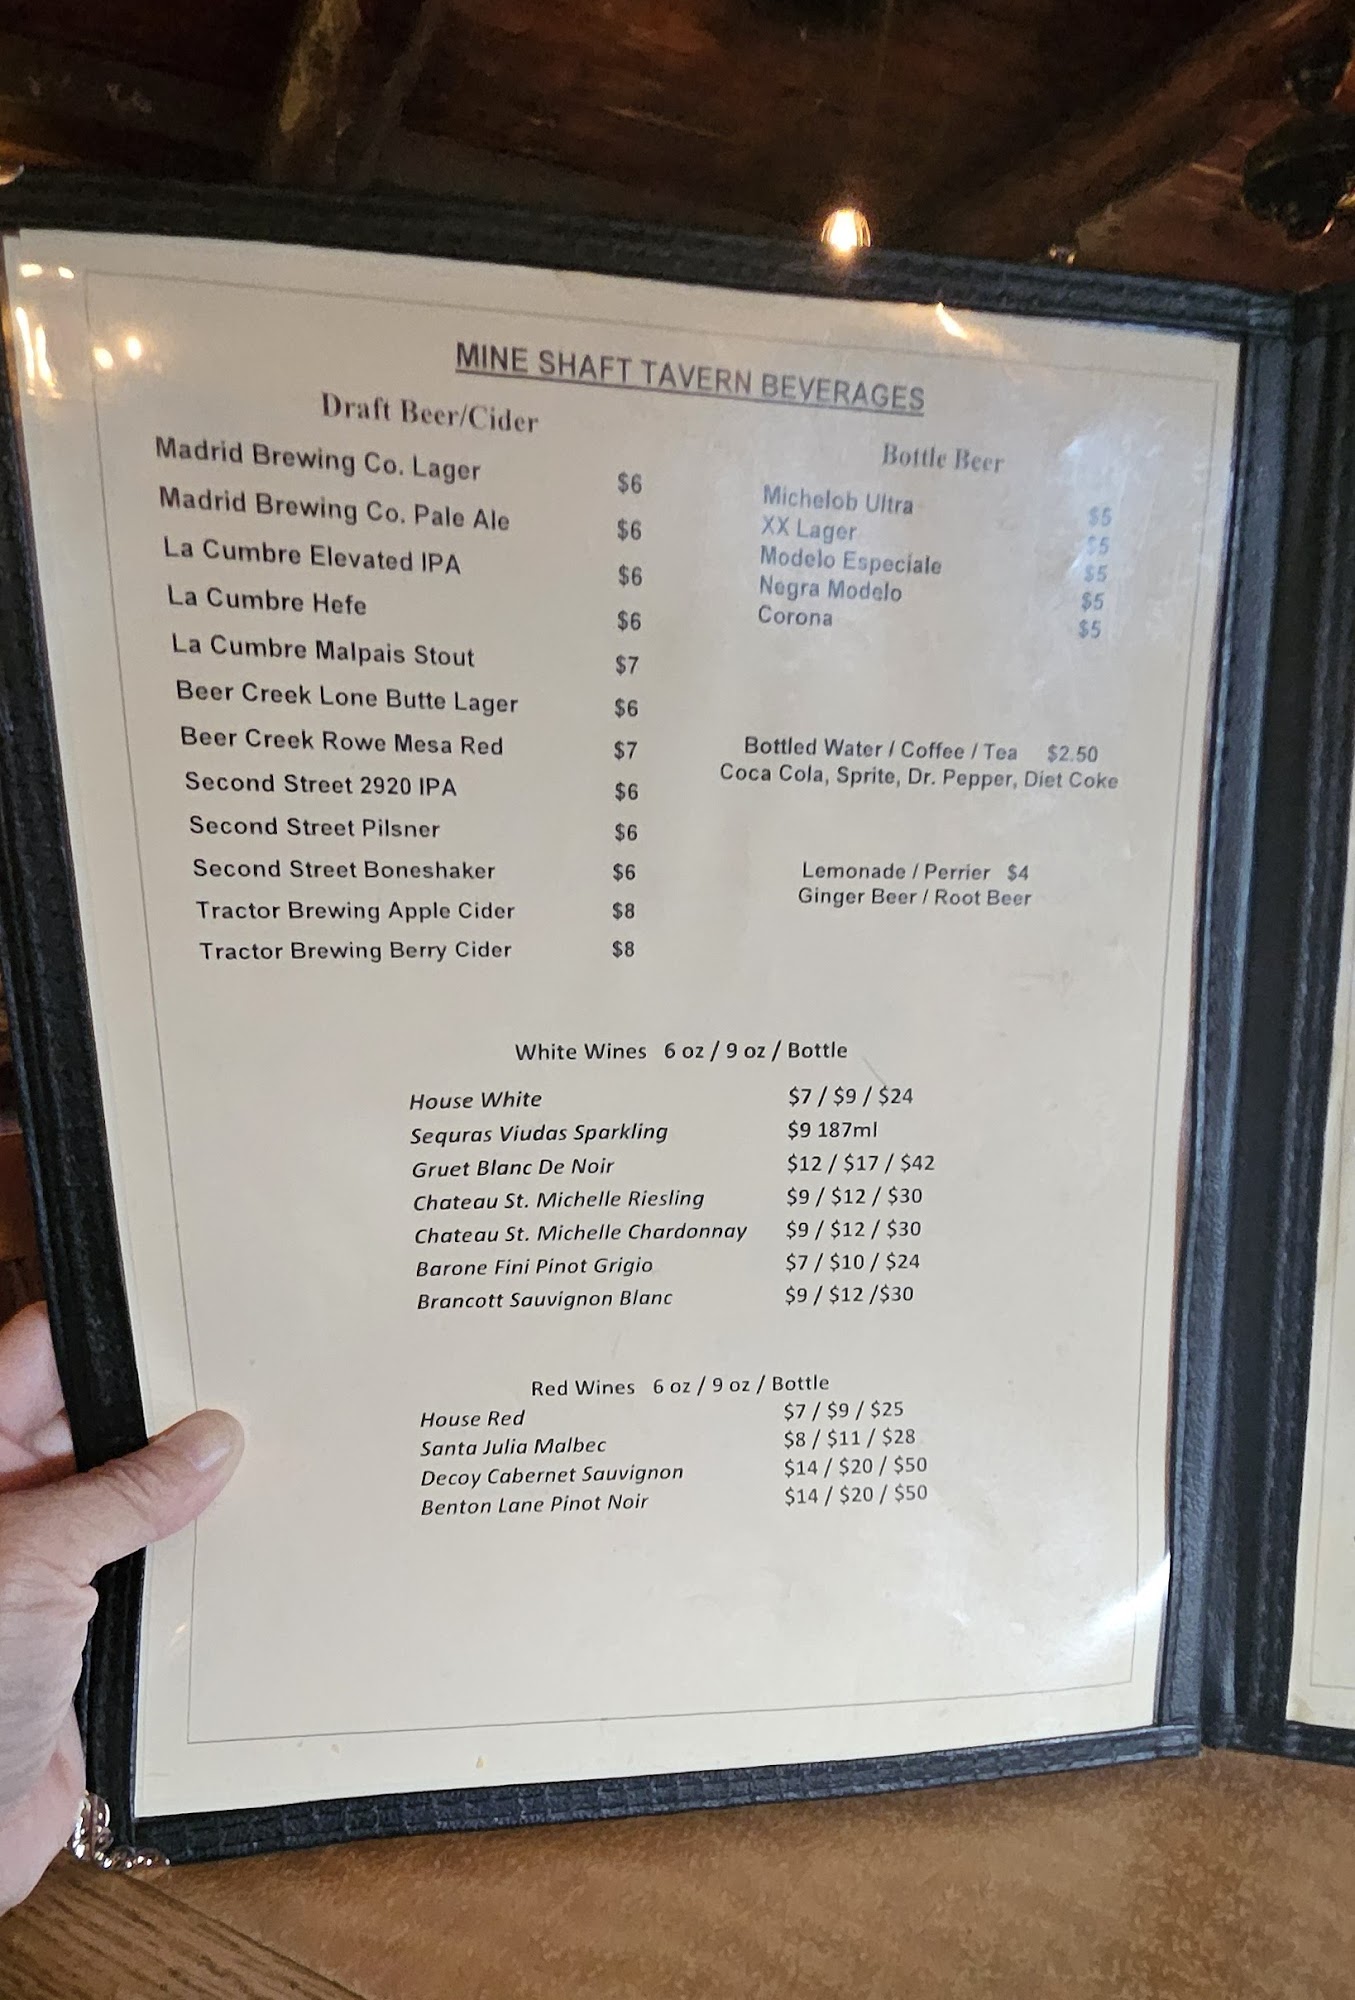 MINE SHAFT TAVERN BEVERAGES
Draft Beer/Cider
Madrid Brewing Co. Lager $6
Madrid Brewing Co. Pale Ale $6
La Cumbre Elevated IPA $6
La Cumbre Hefe $6
La Cumbre Malpais Stout $7
Beer Creek Lone Butte Lager $6
Beer Creek Rowe Mesa Red $7
Second Street 2920 IPA $6
Second Street Pilsner $6
Second Street Boneshaker $6
Tractor Brewing Apple Cider $8
Tractor Brewing Berry Cider $8
Bottle Beer
Michelob Ultra $5
XX Lager $5
Modelo Especiale $5
Negra Modelo $5
Corona $5
Bottled Water / Coffee / Tea $2.50
Coca Cola, Sprite, Dr. Pepper, Diet Coke
Lemonade / Perrier $4
Ginger Beer / Root Beer
White Wines 6 oz / 9 oz / Bottle
House White $7 / $9 / $24
Sequras Viudas Sparkling $9 187ml
Gruet Blanc De Noir $12 / $17 / $42
Chateau St. Michelle Riesling $9 / $12 / $30
Chateau St. Michelle Chardonnay $9 / $12 / $30
Barone Fini Pinot Grigio $7 / $10 / $24
Brancott Sauvignon Blanc $9 / $12 /$30
Red Wines 6 oz / 9 oz / Bottle
House Red $7 / $9 / $25
Santa Julia Malbec $8 / $11 / $28
Decoy Cabernet Sauvignon $14 / $20 / $50
Benton Lane Pinot Noir $14 / $20 / $50